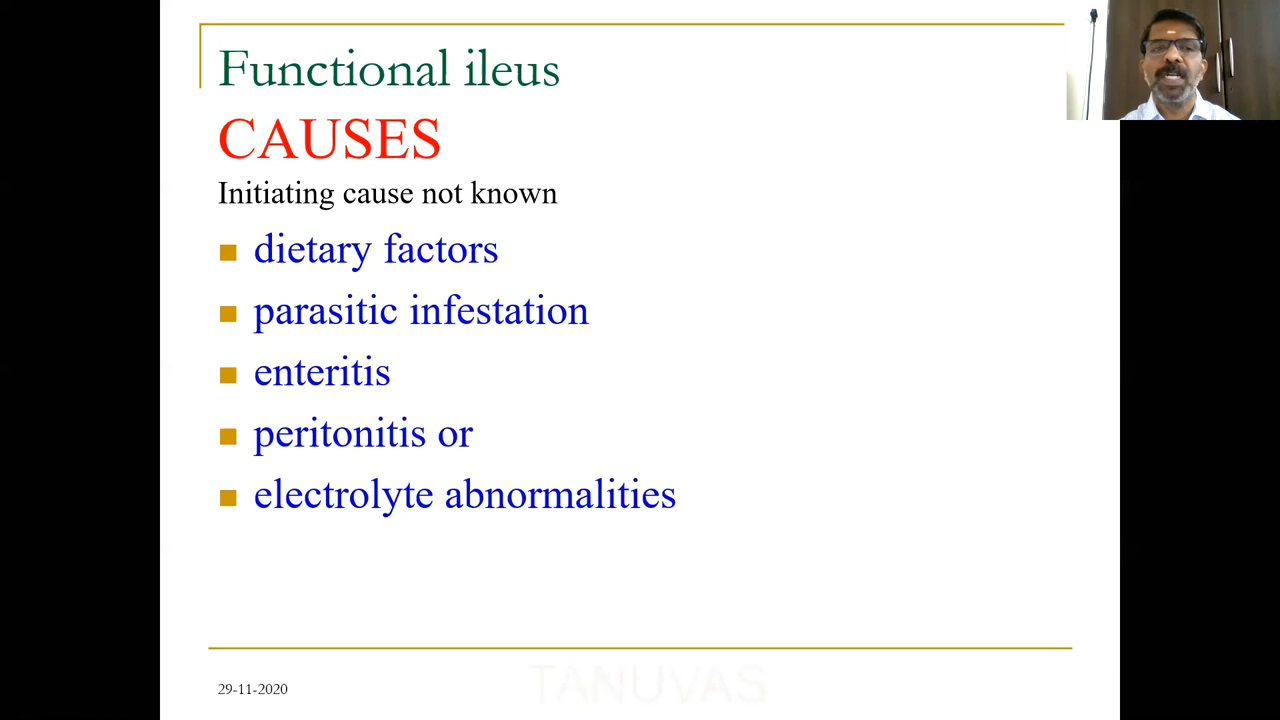 Functional ileus
CAUSES
Initiating cause not known
dietary factors
parasitic infestation
enteritis
peritonitis or
electrolyte abnormalities
29-11-2020
TANUVAS